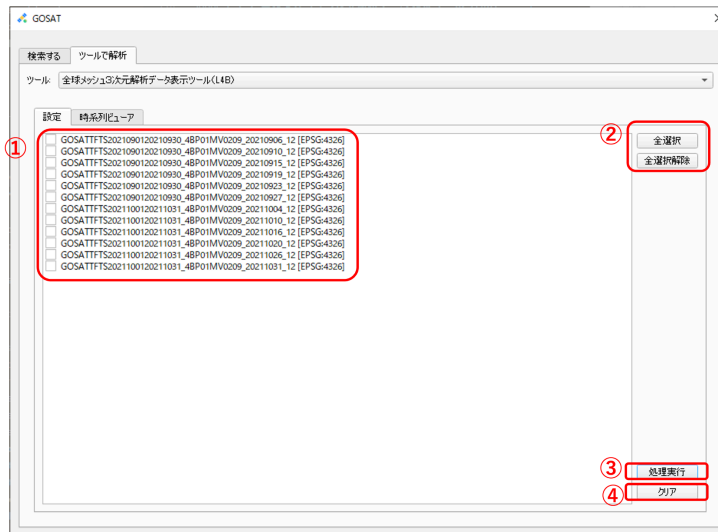 GOSAT
検索する ツールで解析
ツール: 全球メッシュ3次元解析データ表示ツール(L4B)
設定 時系列ビューア
①
GOSATTFTS2021090120210930_4BP01MV0209_20210906_12 [EPSG:4326]
GOSATTFTS2021090120210930_4BP01MV0209_20210910_12 [EPSG:4326]
GOSATTFTS2021090120210930_4BP01MV0209_20210915_12 [EPSG:4326]
GOSATTFTS2021090120210930_4BP01MV0209_20210919_12 [EPSG:4326]
GOSATTFTS2021090120210930_4BP01MV0209_20210923_12 [EPSG:4326]
GOSATTFTS2021090120210930_4BP01MV0209_20210927_12 [EPSG:4326]
GOSATTFTS2021100120211031_4BP01MV0209_20211004_12 [EPSG:4326]
GOSATTFTS2021100120211031_4BP01MV0209_20211010_12 [EPSG:4326]
GOSATTFTS2021100120211031_4BP01MV0209_20211016_12 [EPSG:4326]
GOSATTFTS2021100120211031_4BP01MV0209_20211020_12 [EPSG:4326]
GOSATTFTS2021100120211031_4BP01MV0209_20211026_12 [EPSG:4326]
GOSATTFTS2021100120211031_4BP01MV0209_20211031_12 [EPSG:4326]
② 全選択
全選択解除
③ 処理実行
④ クリア